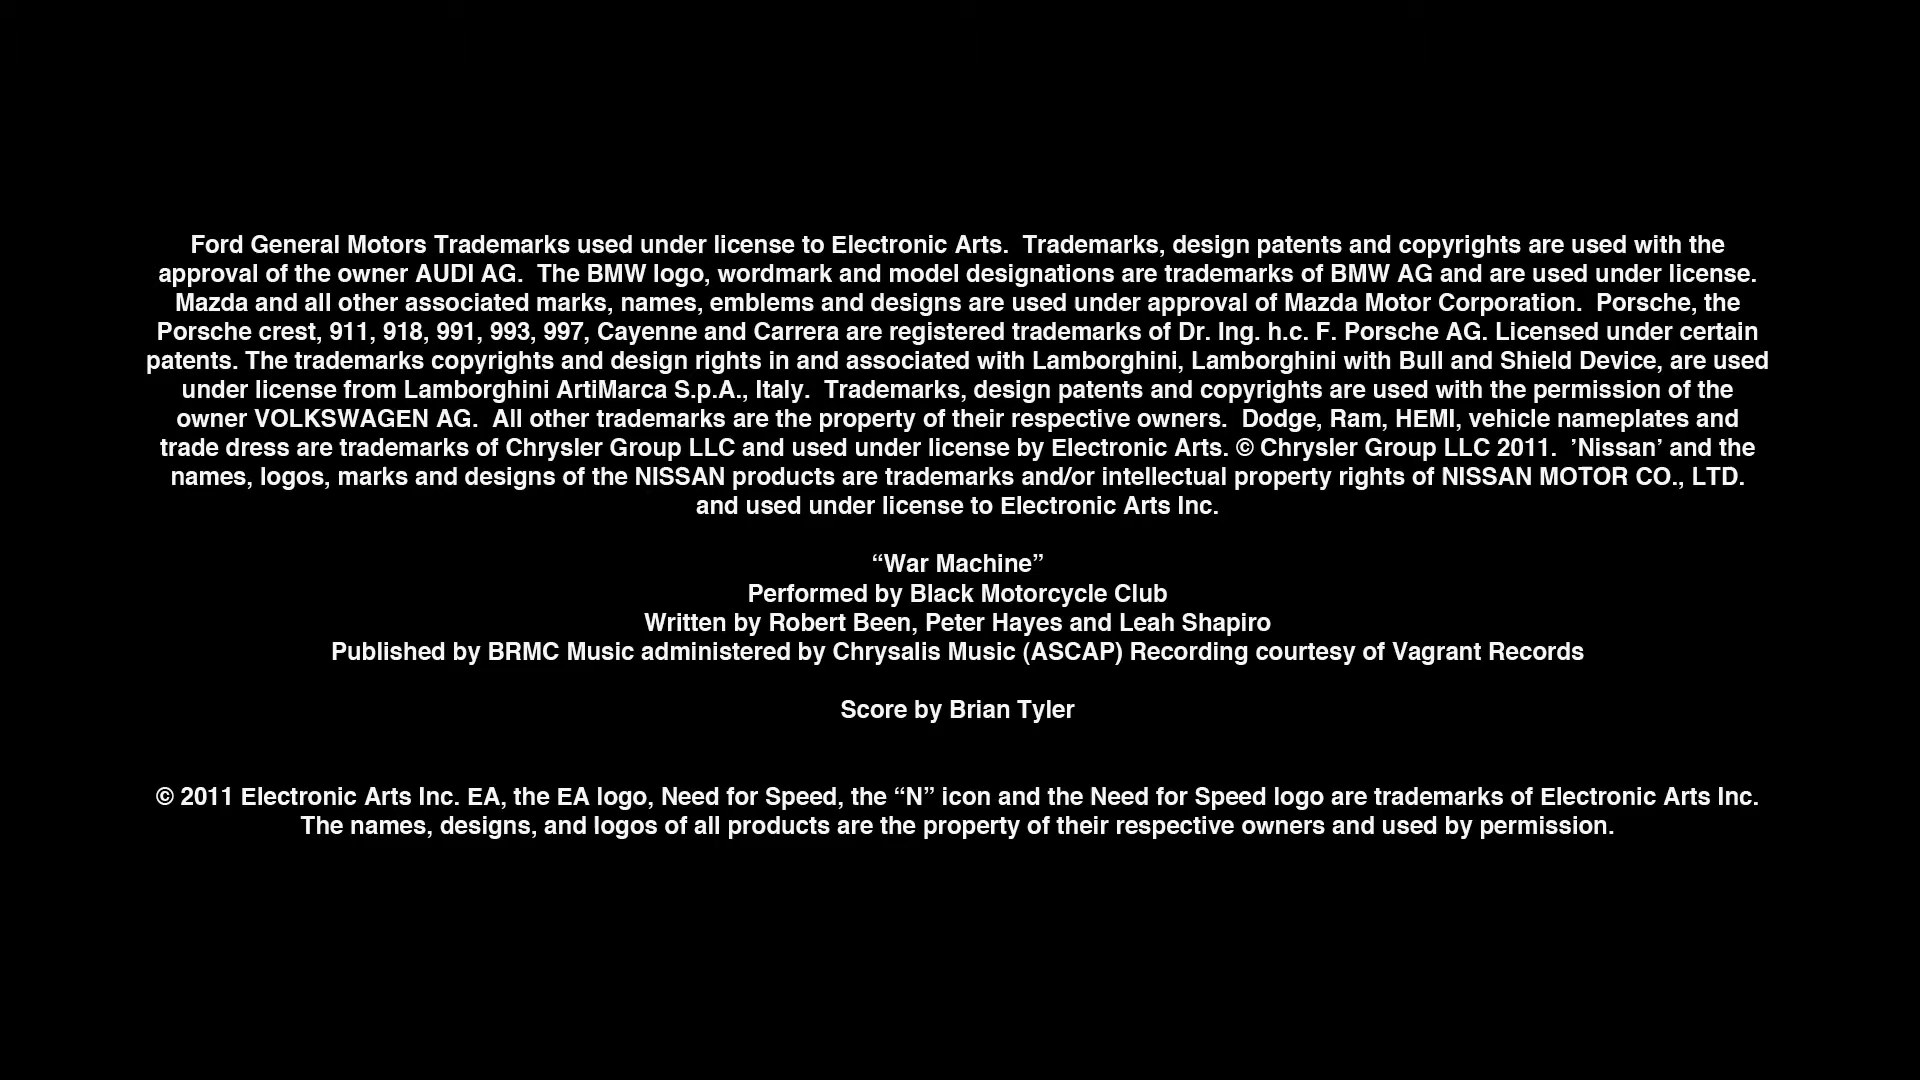 Ford General Motors Trademarks used under license to Electronic Arts.  Trademarks, design patents and copyrights are used with the
approval of the owner AUDI AG.  The BMW logo, wordmark and model designations are trademarks of BMW AG and are used under license.
Mazda and all other associated marks, names, emblems and designs are used under approval of Mazda Motor Corporation.  Porsche, the
Porsche crest, 911, 918, 991, 993, 997, Cayenne and Carrera are registered trademarks of Dr. Ing. h.c. F. Porsche AG. Licensed under certain
patents. The trademarks copyrights and design rights in and associated with Lamborghini, Lamborghini with Bull and Shield Device, are used
under license from Lamborghini ArtiMarca S.p.A., Italy.  Trademarks, design patents and copyrights are used with the permission of the
owner VOLKSWAGEN AG.  All other trademarks are the property of their respective owners.  Dodge, Ram, HEMI, vehicle nameplates and
trade dress are trademarks of Chrysler Group LLC and used under license by Electronic Arts. © Chrysler Group LLC 2011.  ’Nissan’ and the
names, logos, marks and designs of the NISSAN products are trademarks and/or intellectual property rights of NISSAN MOTOR CO., LTD.
and used under license to Electronic Arts Inc.
“War Machine”
Performed by Black Motorcycle Club
Written by Robert Been, Peter Hayes and Leah Shapiro
Published by BRMC Music administered by Chrysalis Music (ASCAP) Recording courtesy of Vagrant Records
Score by Brian Tyler
© 2011 Electronic Arts Inc. EA, the EA logo, Need for Speed, the “N” icon and the Need for Speed logo are trademarks of Electronic Arts Inc.
The names, designs, and logos of all products are the property of their respective owners and used by permission.